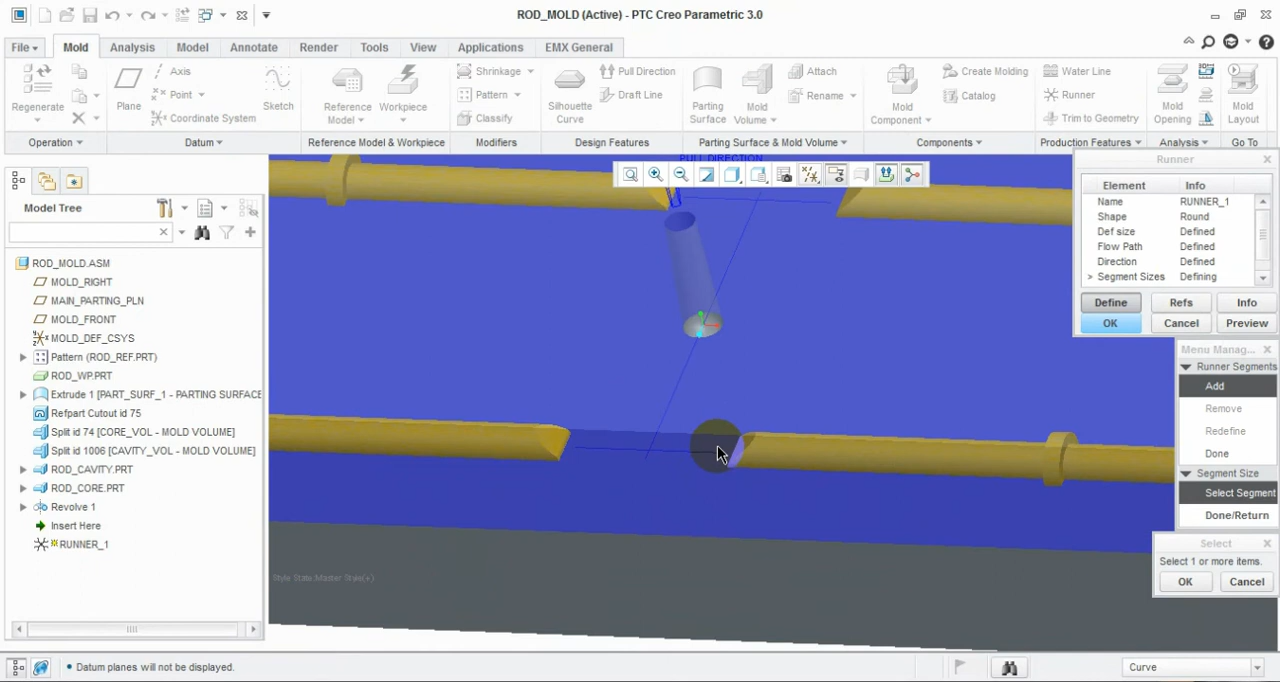 ROD_MOLD (Active) - PTC Creo Parametric 3.0
File Mold Analysis Model Annotate Render Tools View Applications EMX General
Regenerate
Operation
Plane
Axis
Point
Coordinate System
Sketch
Datum
Reference Model
Workpiece
Reference Model & Workpiece
Shrinkage
Pattern
Classify
Modifiers
Silhouette Curve
Pull Direction
Draft Line
Design Features
Parting Surface
Mold Volume
Attach
Rename
Parting Surface & Mold Volume
Mold Component
Create Molding
Catalog
Components
Water Line
Runner
Trim to Geometry
Production Features
Mold Opening
Analysis
Mold Layout
Go To
Model Tree
ROD_MOLD.ASM
MOLD_RIGHT
MAIN_PARTING_PLN
MOLD_FRONT
MOLD_DEF_CSYS
Pattern (ROD_REF.PRT)
ROD_WP.PRT
Extrude 1 [PART_SURF_1 - PARTING SURFACE
Refpart Cutout id 75
Split id 74 [CORE_VOL - MOLD VOLUME]
Split id 1006 [CAVITY_VOL - MOLD VOLUME]
ROD_CAVITY.PRT
ROD_CORE.PRT
Revolve 1
Insert Here
RUNNER_1
PULL DIRECTION
Style State:Master Style(+)
Runner
Element Info
Name RUNNER_1
Shape Round
Def size Defined
Flow Path Defined
Direction Defined
> Segment Sizes Defining
Define Refs Info
OK Cancel Preview
Menu Manag...
Runner Segments
Add
Remove
Redefine
Done
Segment Size
Select Segment
Done/Return
Select
Select 1 or more items.
OK Cancel
• Datum planes will not be displayed.
Curve